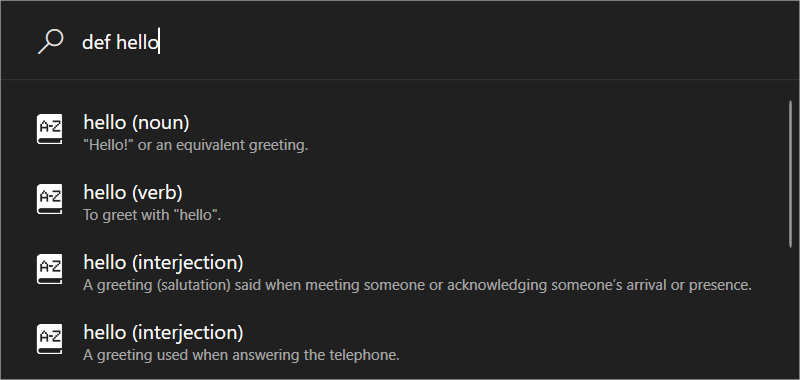 def hello
A-Z
hello (noun)
"Hello!" or an equivalent greeting.
A-Z
hello (verb)
To greet with "hello".
A-Z
hello (interjection)
A greeting (salutation) said when meeting someone or acknowledging someone’s arrival or presence.
A-Z
hello (interjection)
A greeting used when answering the telephone.